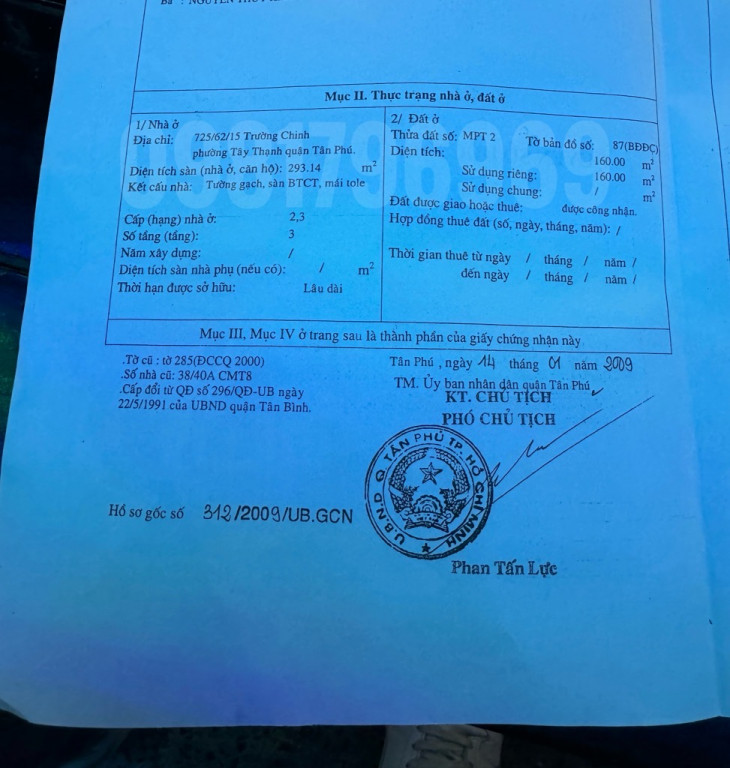 Bà : NGUYỄN
Mục II. Thực trạng nhà ở, đất ở
1/ Nhà ở
Địa chỉ: 725/62/15 Trường Chinh
phường Tây Thạnh quận Tân Phú.
Diện tích sàn (nhà ở, căn hộ): 293.14 m²
Kết cấu nhà: Tường gạch, sàn BTCT, mái tole
Cấp (hạng) nhà ở: 2,3
Số tầng (tầng): 3
Năm xây dựng: /
Diện tích sàn nhà phụ (nếu có): / m²
Thời hạn được sở hữu: Lâu dài
2/ Đất ở
Thửa đất số: MPT 2 Tờ bản đồ số: 87(BĐĐC)
Diện tích: 160.00 m²
Sử dụng riêng: 160.00 m²
Sử dụng chung: / m²
Đất được giao hoặc thuê: được công nhận.
Hợp đồng thuê đất (số, ngày, tháng, năm): /
Thời gian thuê từ ngày / tháng / năm /
đến ngày / tháng / năm /
0931796969
Mục III, Mục IV ở trang sau là thành phần của giấy chứng nhận này
.Tờ cũ : tờ 285(ĐCCQ 2000)
.Số nhà cũ: 38/40A CMT8
.Cấp đổi từ QĐ số 296/QĐ-UB ngày
22/5/1991 của UBND quận Tân Bình.
Hồ sơ gốc số 312/2009/UB.GCN
Tân Phú , ngày 14 tháng 01 năm 2009
TM. Ủy ban nhân dân quận Tân Phú
KT. CHỦ TỊCH
PHÓ CHỦ TỊCH
U.B.N.D Q. TÂN PHÚ TP. HỒ CHÍ MINH
Phan Tấn Lực